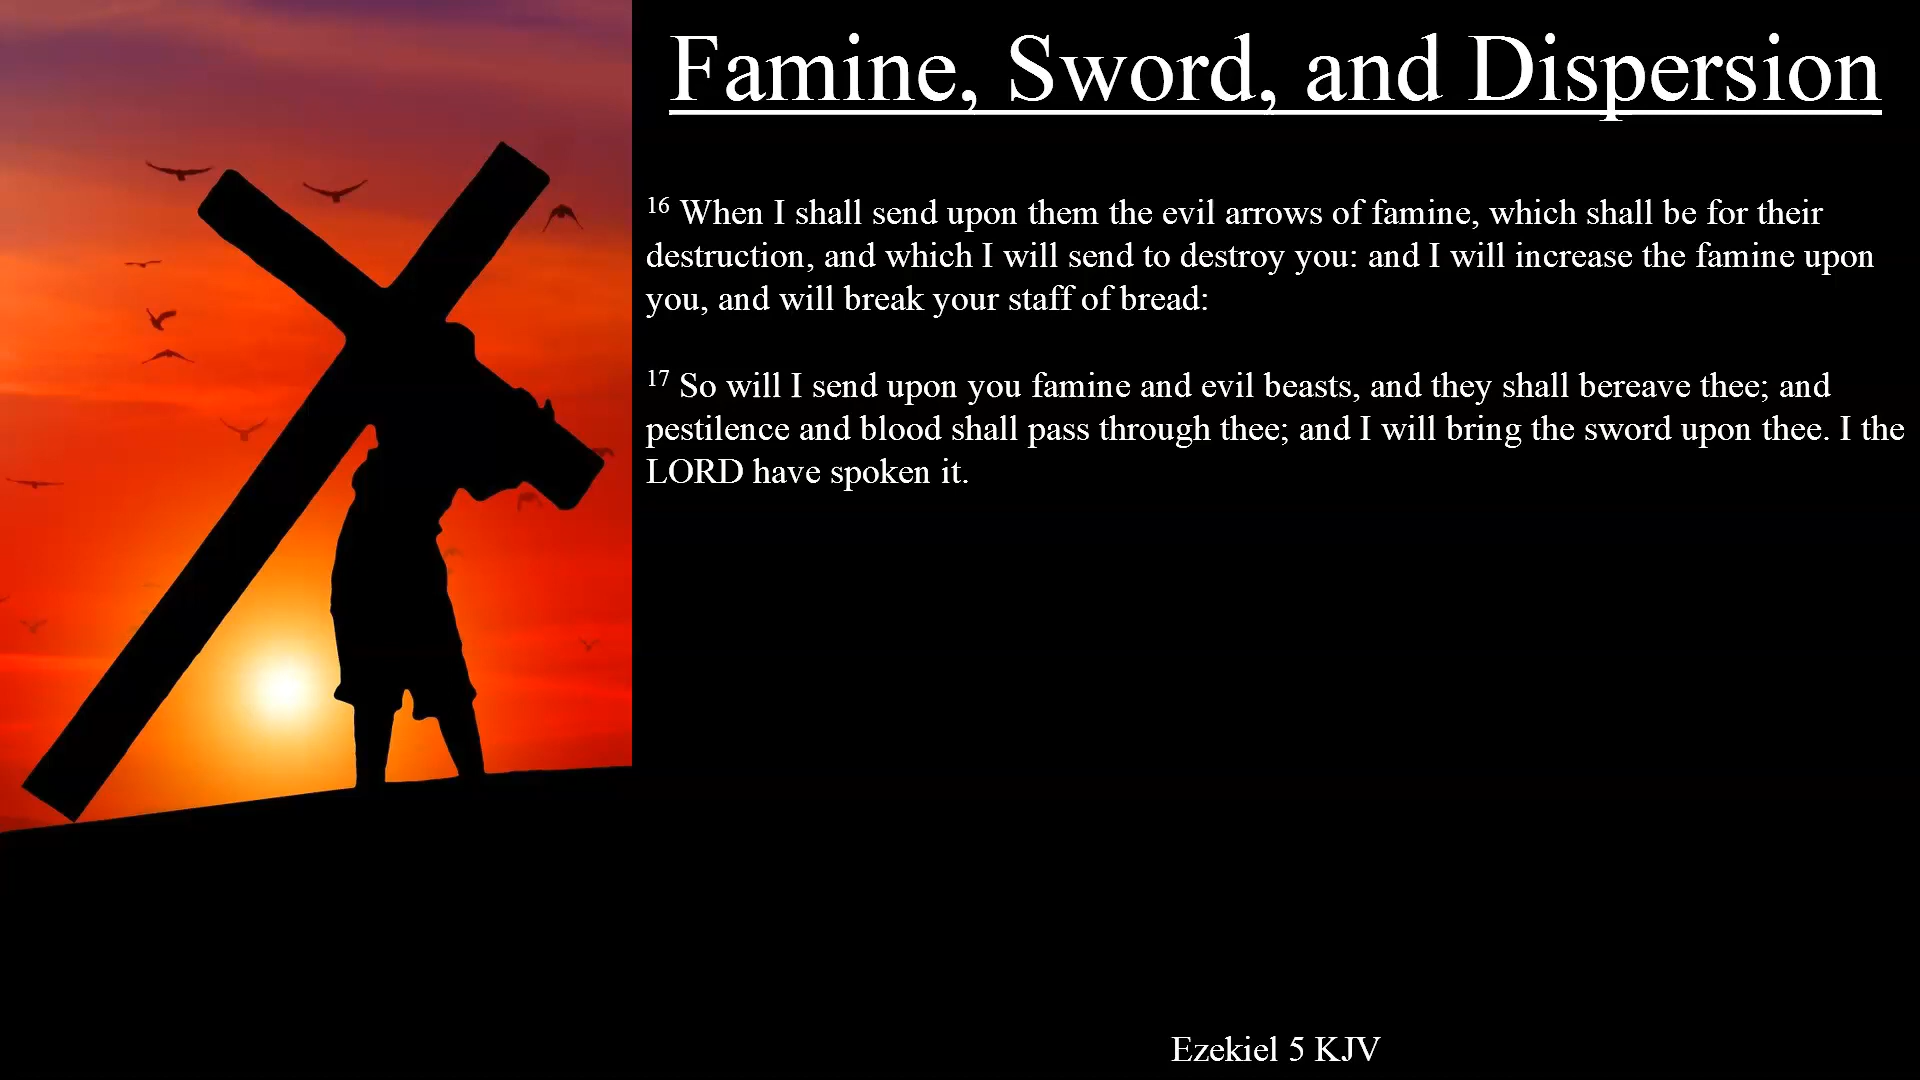 Famine, Sword, and Dispersion
16 When I shall send upon them the evil arrows of famine, which shall be for their
destruction, and which I will send to destroy you: and I will increase the famine upon
you, and will break your staff of bread:
17 So will I send upon you famine and evil beasts, and they shall bereave thee; and
pestilence and blood shall pass through thee; and I will bring the sword upon thee. I the
LORD have spoken it.
Ezekiel 5 KJV